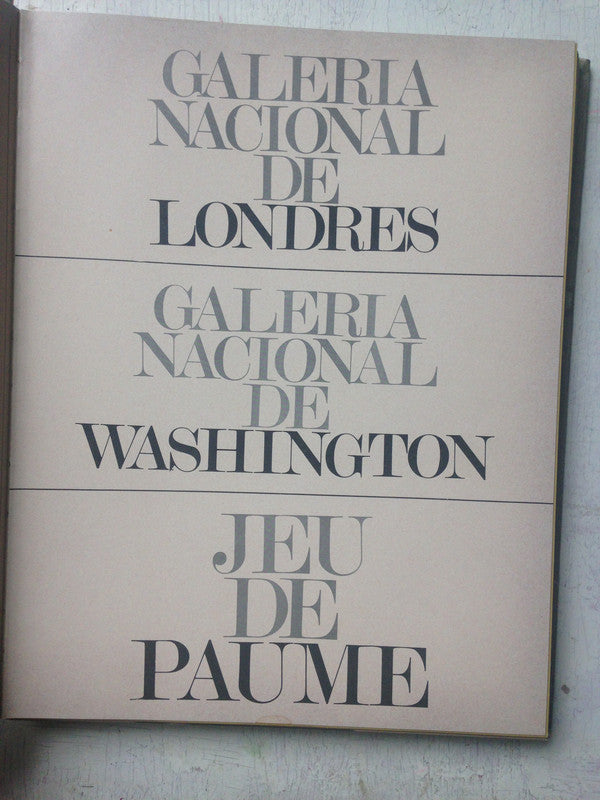 GALERIA
NACIONAL
DE
LONDRES
GALERIA
NACIONAL
DE
WASHINGTON
JEU
DE
PAUME